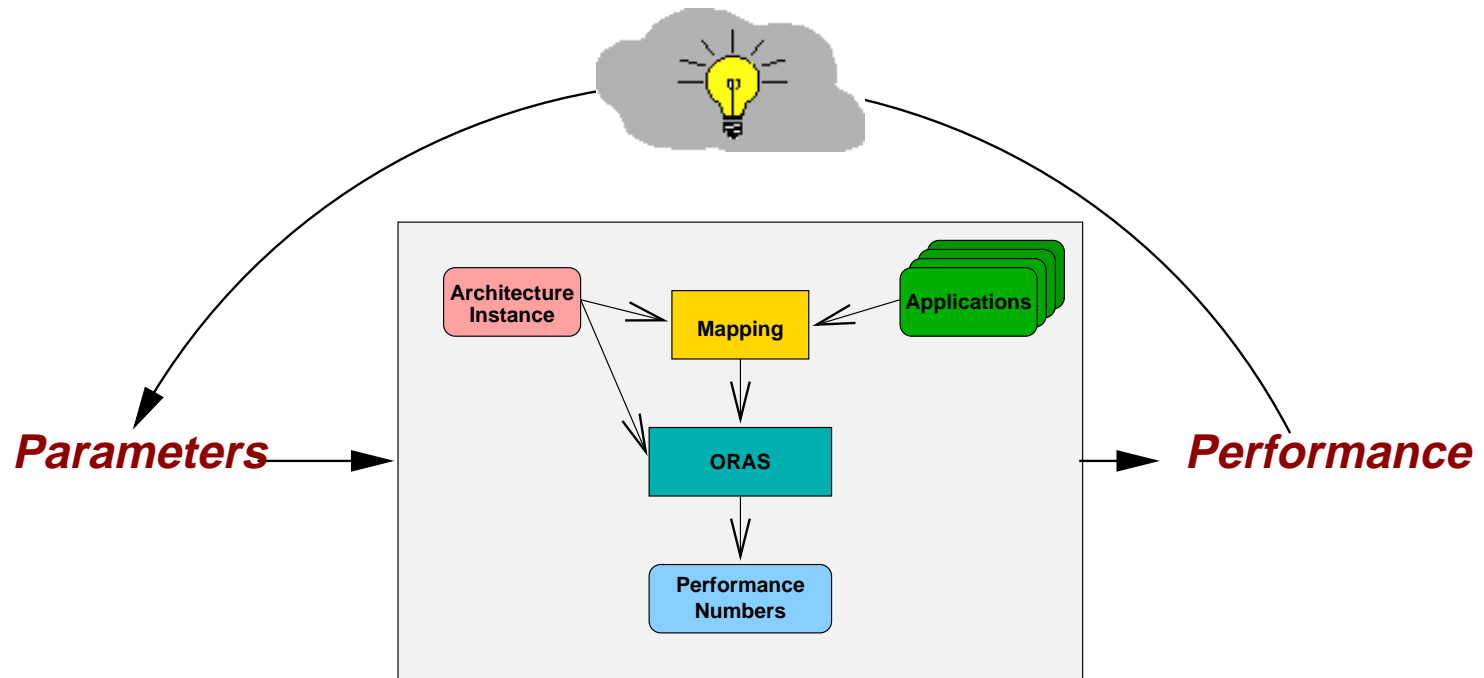 Architecture
Instance
Applications
Mapping
Parameters
ORAS
Performance
Performance
Numbers